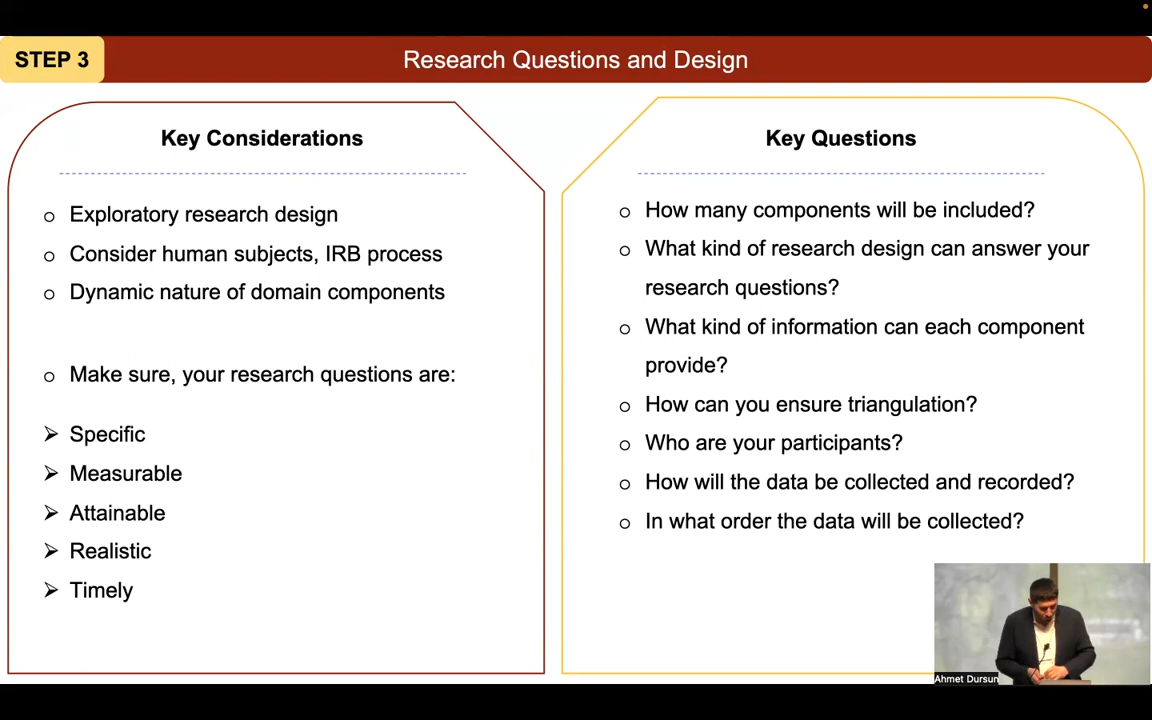 STEP 3
Research Questions and Design
Key Considerations
o Exploratory research design
o Consider human subjects, IRB process
o Dynamic nature of domain components
o Make sure, your research questions are:
➢ Specific
➢ Measurable
➢ Attainable
➢ Realistic
➢ Timely
Key Questions
o How many components will be included?
o What kind of research design can answer your
research questions?
o What kind of information can each component
provide?
o How can you ensure triangulation?
o Who are your participants?
o How will the data be collected and recorded?
o In what order the data will be collected?
Ahmet Dursun